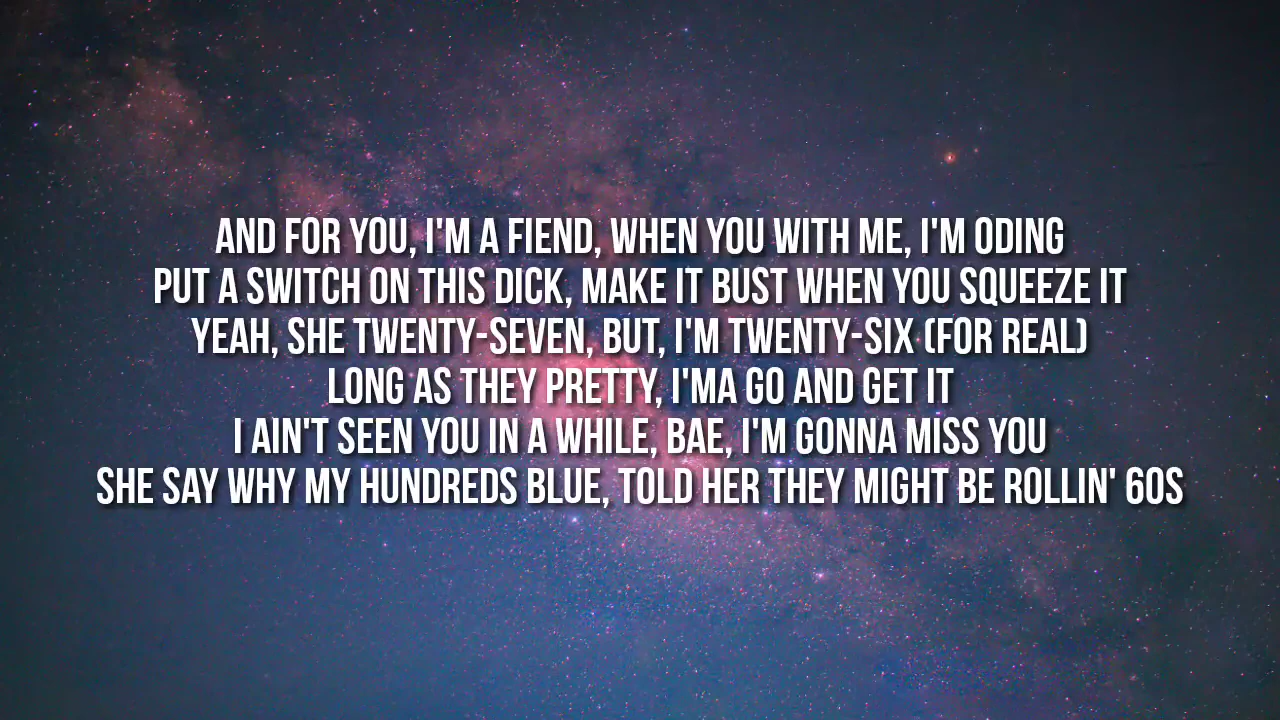 AND FOR YOU, I'M A FIEND, WHEN YOU WITH ME, I'M ODING
PUT A SWITCH ON THIS DICK, MAKE IT BUST WHEN YOU SQUEEZE IT
YEAH, SHE TWENTY-SEVEN, BUT, I'M TWENTY-SIX (FOR REAL)
LONG AS THEY PRETTY, I'MA GO AND GET IT
I AIN'T SEEN YOU IN A WHILE, BAE, I'M GONNA MISS YOU
SHE SAY WHY MY HUNDREDS BLUE, TOLD HER THEY MIGHT BE ROLLIN' 60S